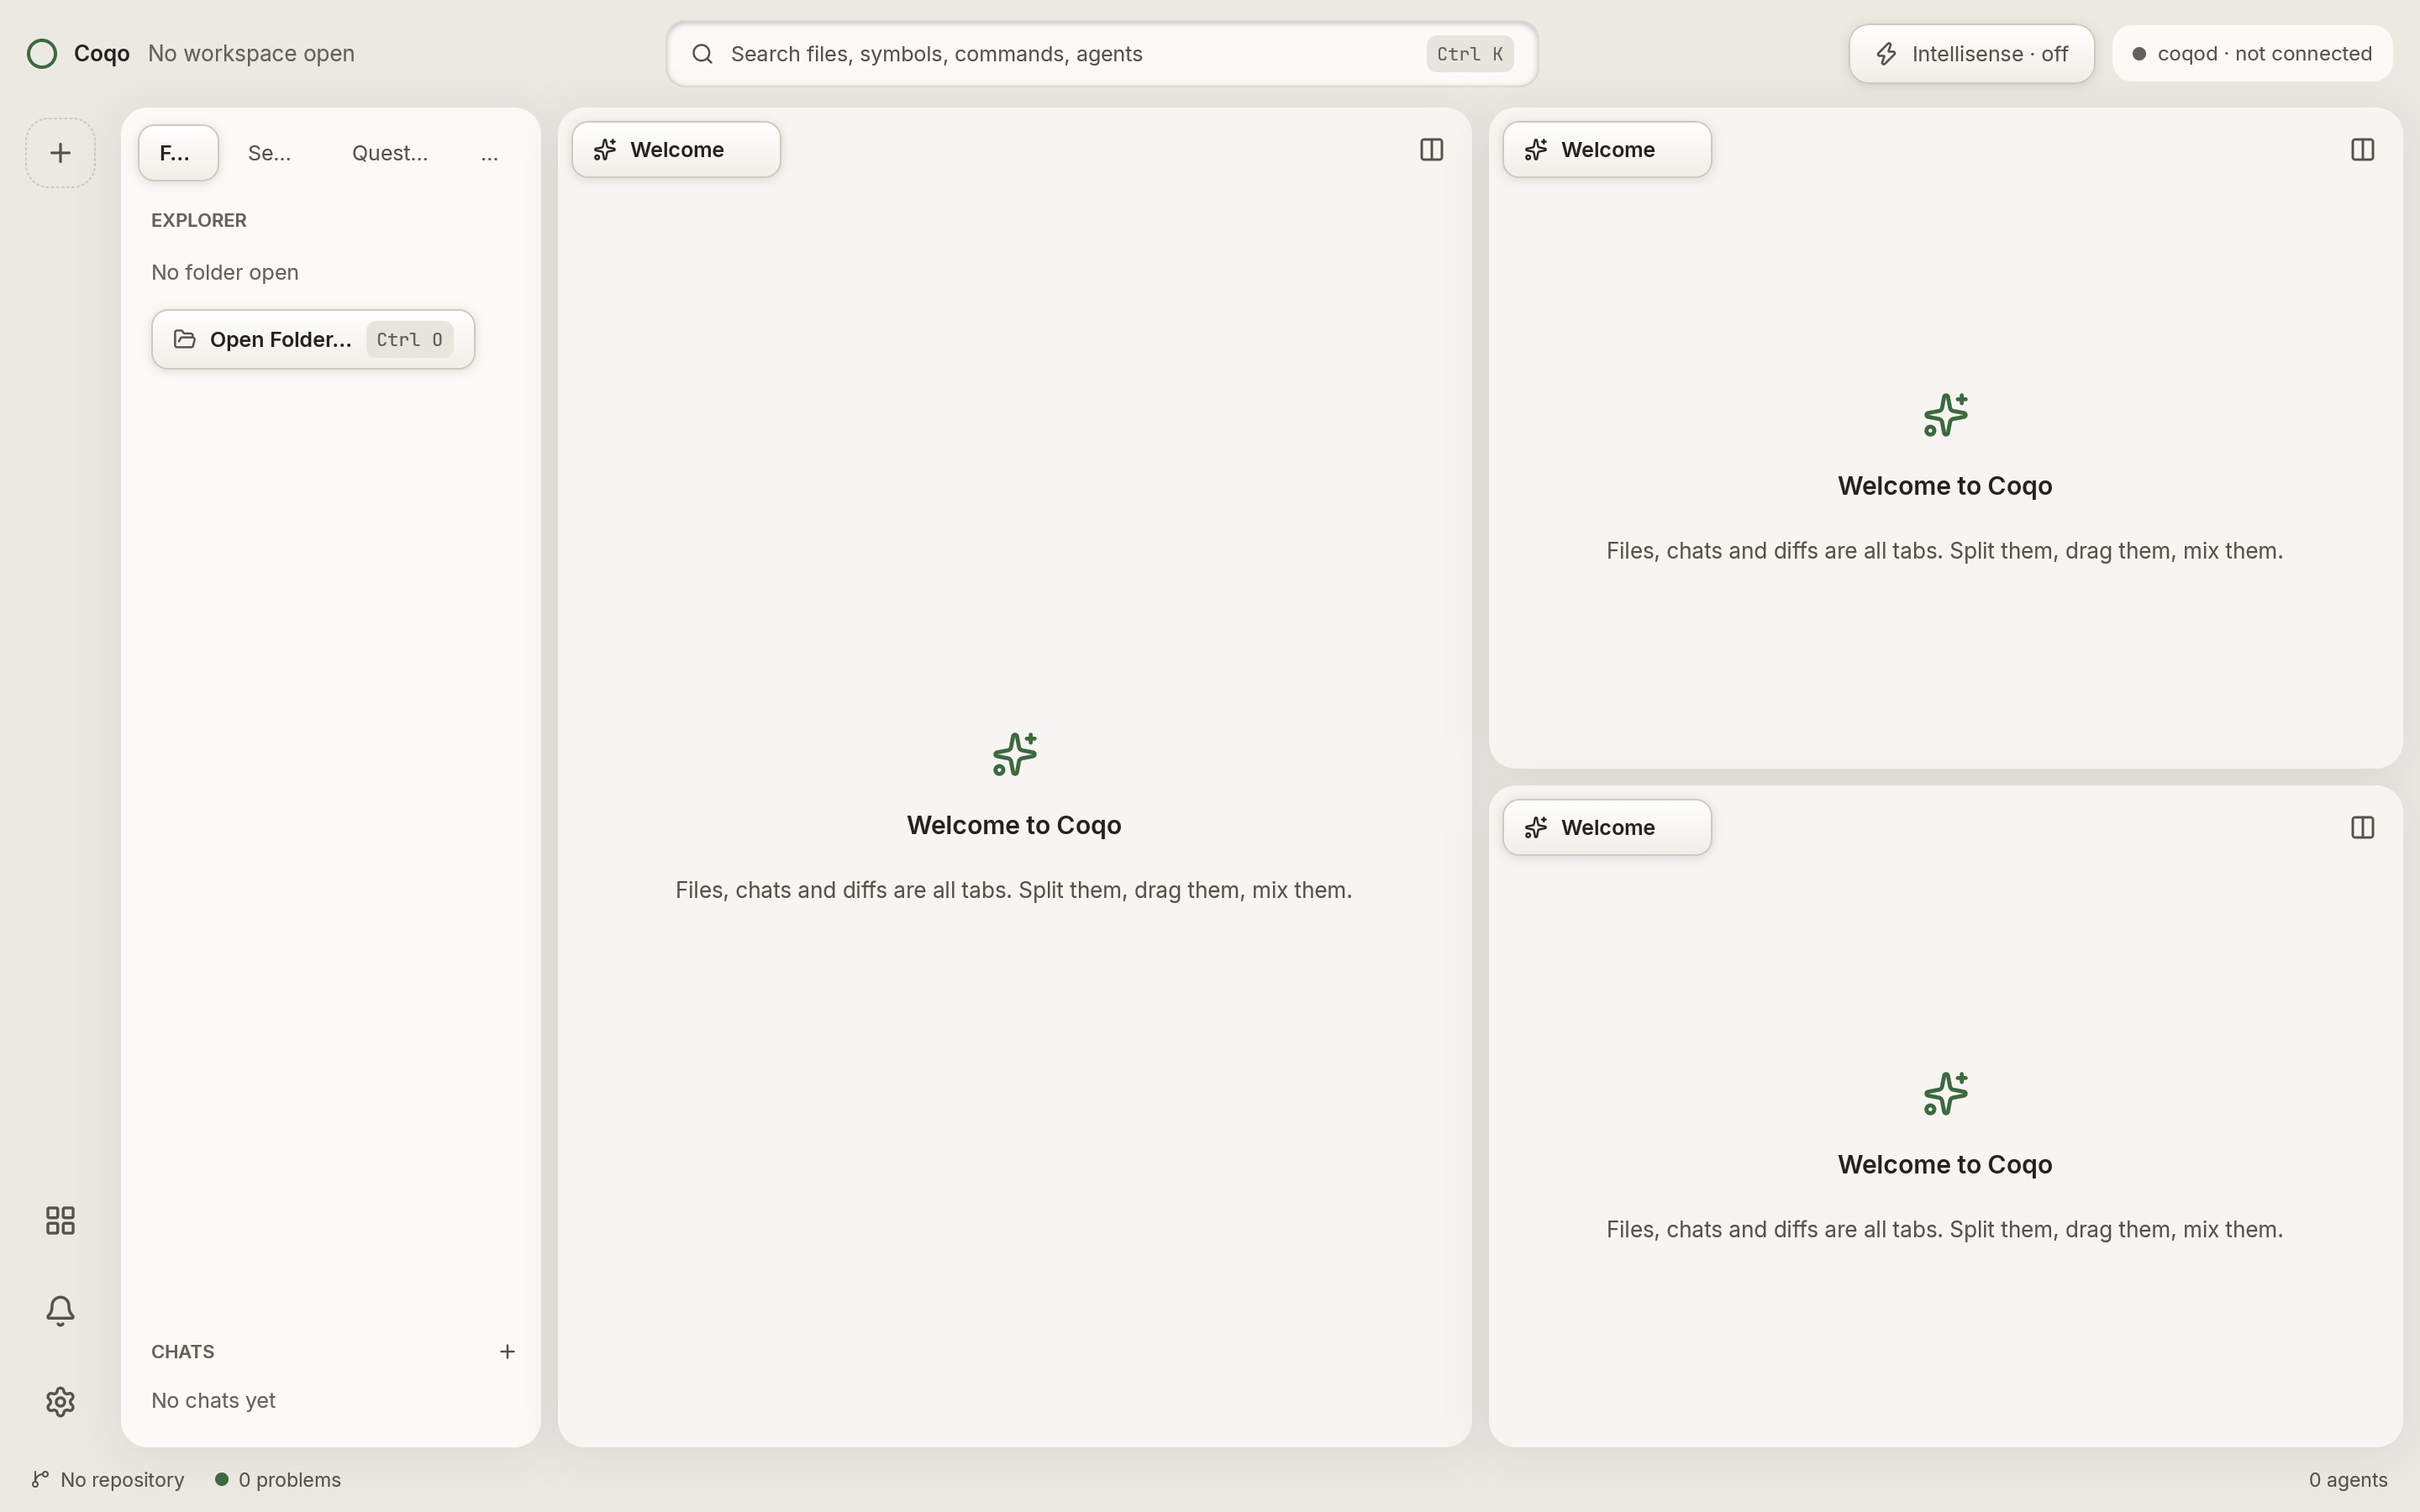 Coqo No workspace open
Search files, symbols, commands, agents Ctrl K
Intellisense · off
coqod · not connected
F... Se... Quest... ...
EXPLORER
No folder open
Open Folder... Ctrl O
CHATS
No chats yet
Welcome
Welcome to Coqo
Files, chats and diffs are all tabs. Split them, drag them, mix them.
Welcome
Welcome to Coqo
Files, chats and diffs are all tabs. Split them, drag them, mix them.
Welcome
Welcome to Coqo
Files, chats and diffs are all tabs. Split them, drag them, mix them.
No repository
0 problems
0 agents